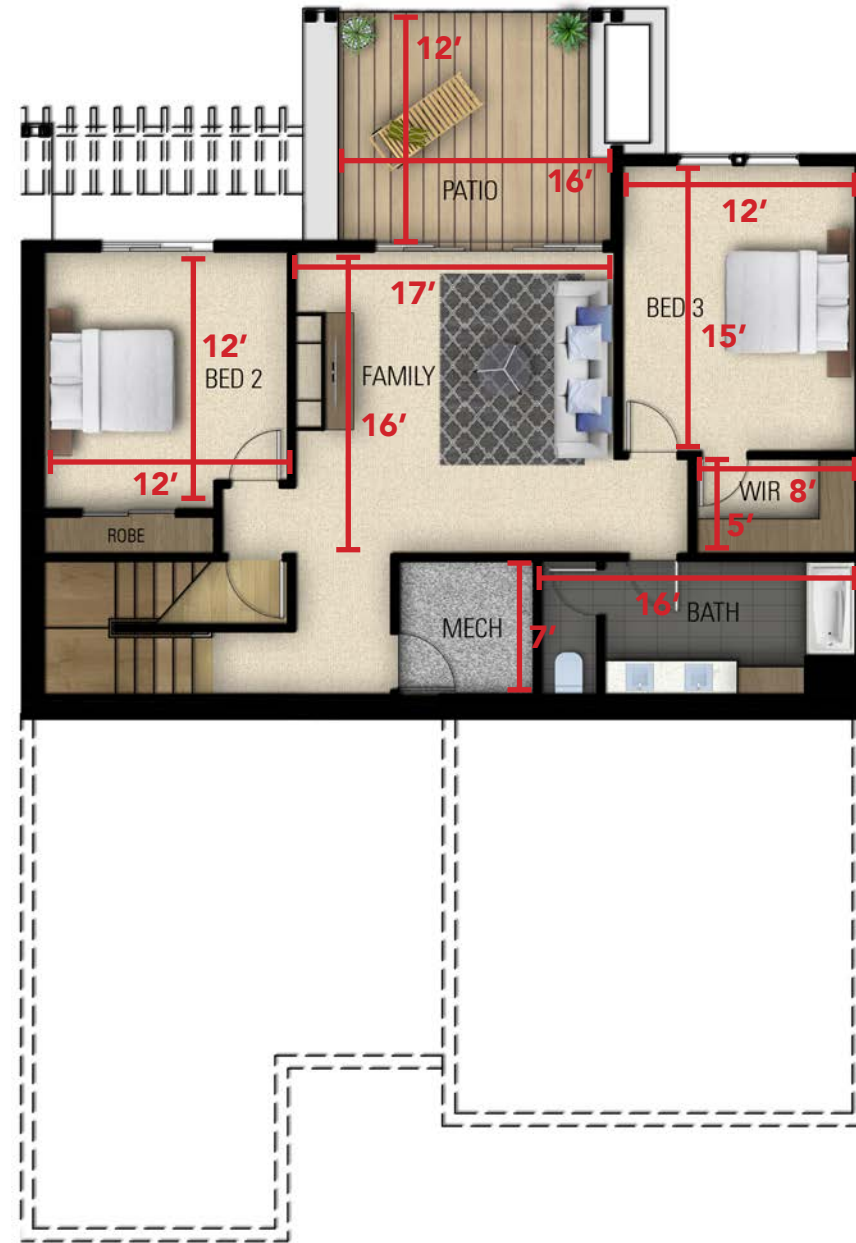 12’
16’
PATIO
12’
17’
BED 3
15’
12’
BED 2
FAMILY
16’
12’
WIR 8’
5’
ROBE
16’
BATH
MECH
7’